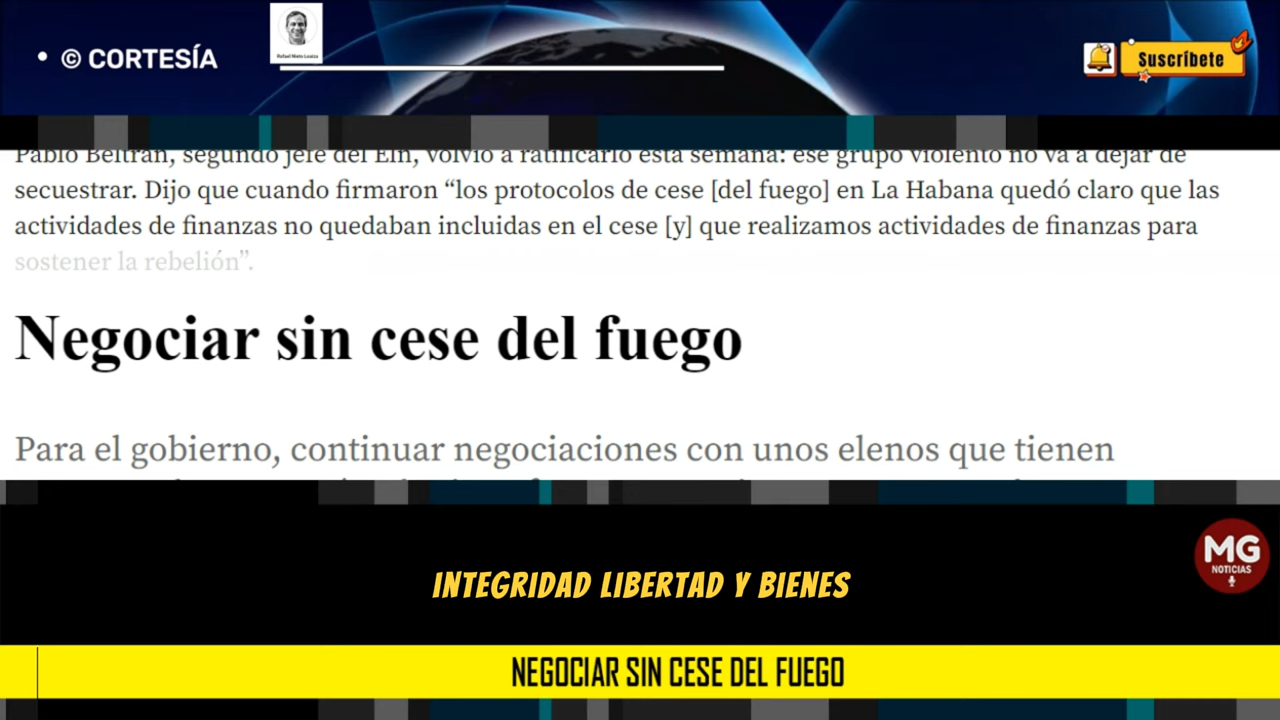 • © CORTESÍA
Rafael Nieto Loaiza
Suscríbete
Pablo Beltrán, segundo jefe del Eln, volvió a ratificarlo esta semana: ese grupo violento no va a dejar de
secuestrar. Dijo que cuando firmaron “los protocolos de cese [del fuego] en La Habana quedó claro que las
actividades de finanzas no quedaban incluidas en el cese [y] que realizamos actividades de finanzas para
sostener la rebelión”.
Negociar sin cese del fuego
Para el gobierno, continuar negociaciones con unos elenos que tienen
MG
NOTICIAS
INTEGRIDAD LIBERTAD Y BIENES
NEGOCIAR SIN CESE DEL FUEGO